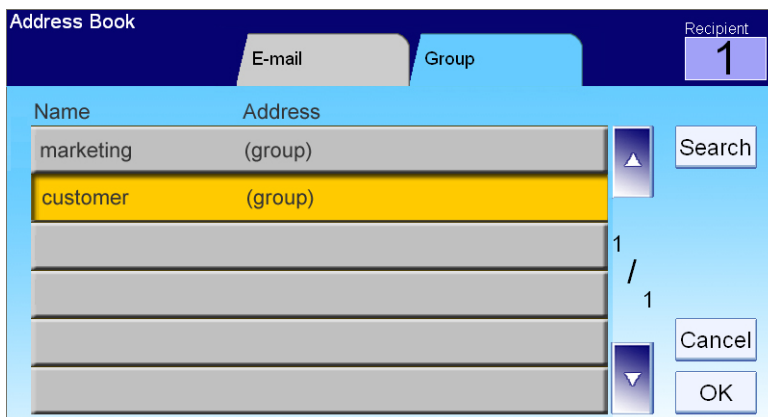 Address Book
Recipient
1
E-mail Group
Name Address
marketing (group)
customer (group)
Search
1
/
1
Cancel
OK